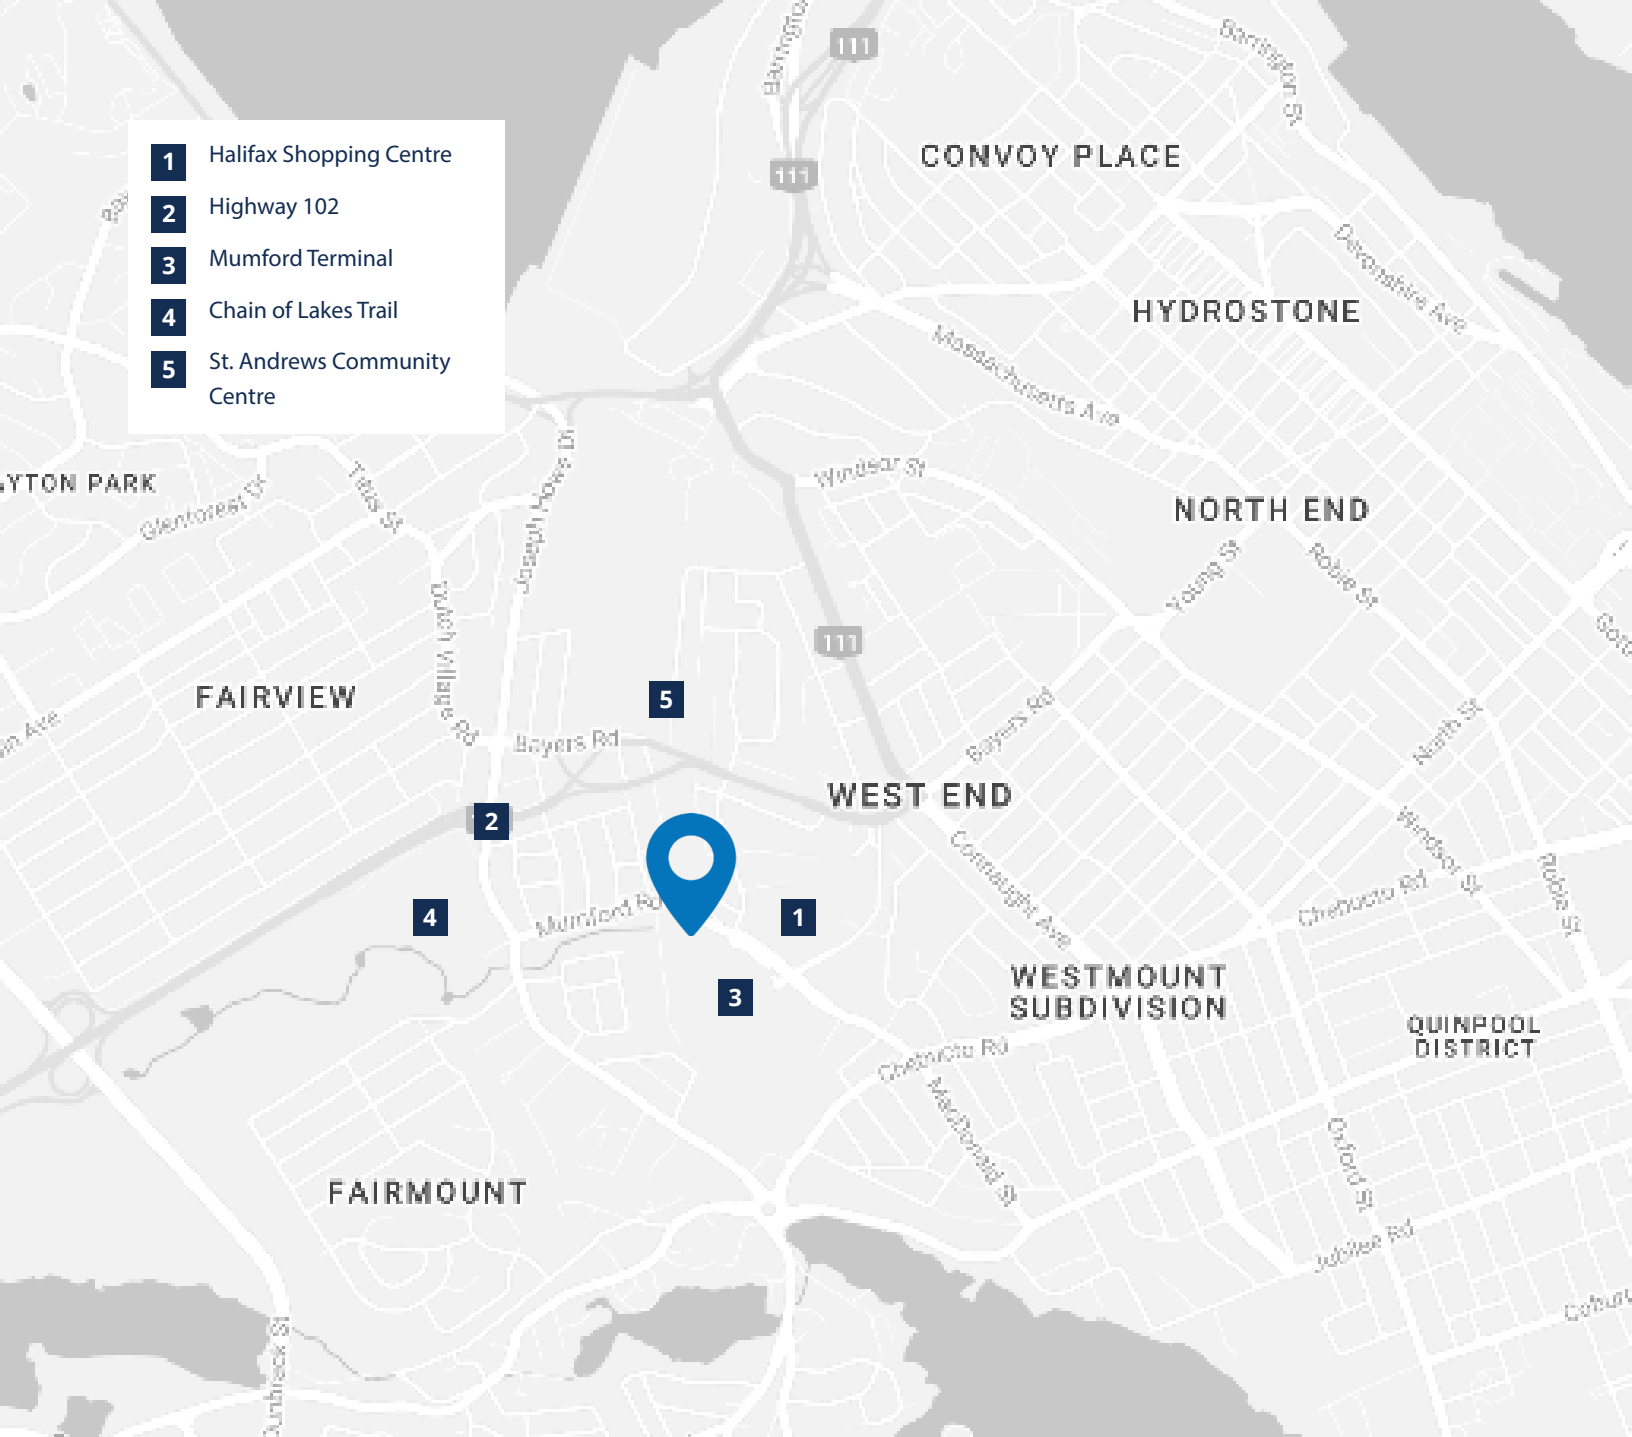 111
Barrington St
111
CONVOY PLACE
1 Halifax Shopping Centre
2 Highway 102
3 Mumford Terminal
4 Chain of Lakes Trail
5 St. Andrews Community
Centre
Devonshire Ave
HYDROSTONE
Massachusetts Ave
Joseph Howe Dr
Windsor St
YTON PARK
Glenforest Dr
Titus St
NORTH END
Young St
Robie St
Dutch Village Rd
111
FAIRVIEW
5
Bayers Rd
Bayers Rd
North St
Ave
WEST END
2
Connaught Ave
Windsor St
Robie St
Chebucto Rd
Mumford Rd
4
1
WESTMOUNT
SUBDIVISION
3
QUINPOOL
DISTRICT
Chebucto Rd
MacDonald St
Oxford St
FAIRMOUNT
Jubilee Rd